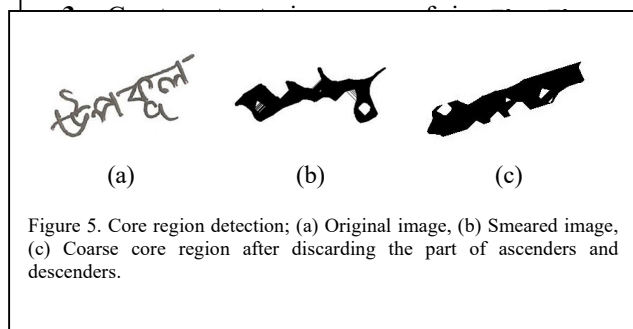 উপকূল
(a) (b) (c)
Figure 5. Core region detection; (a) Original image, (b) Smeared image,
(c) Coarse core region after discarding the part of ascenders and
descenders.